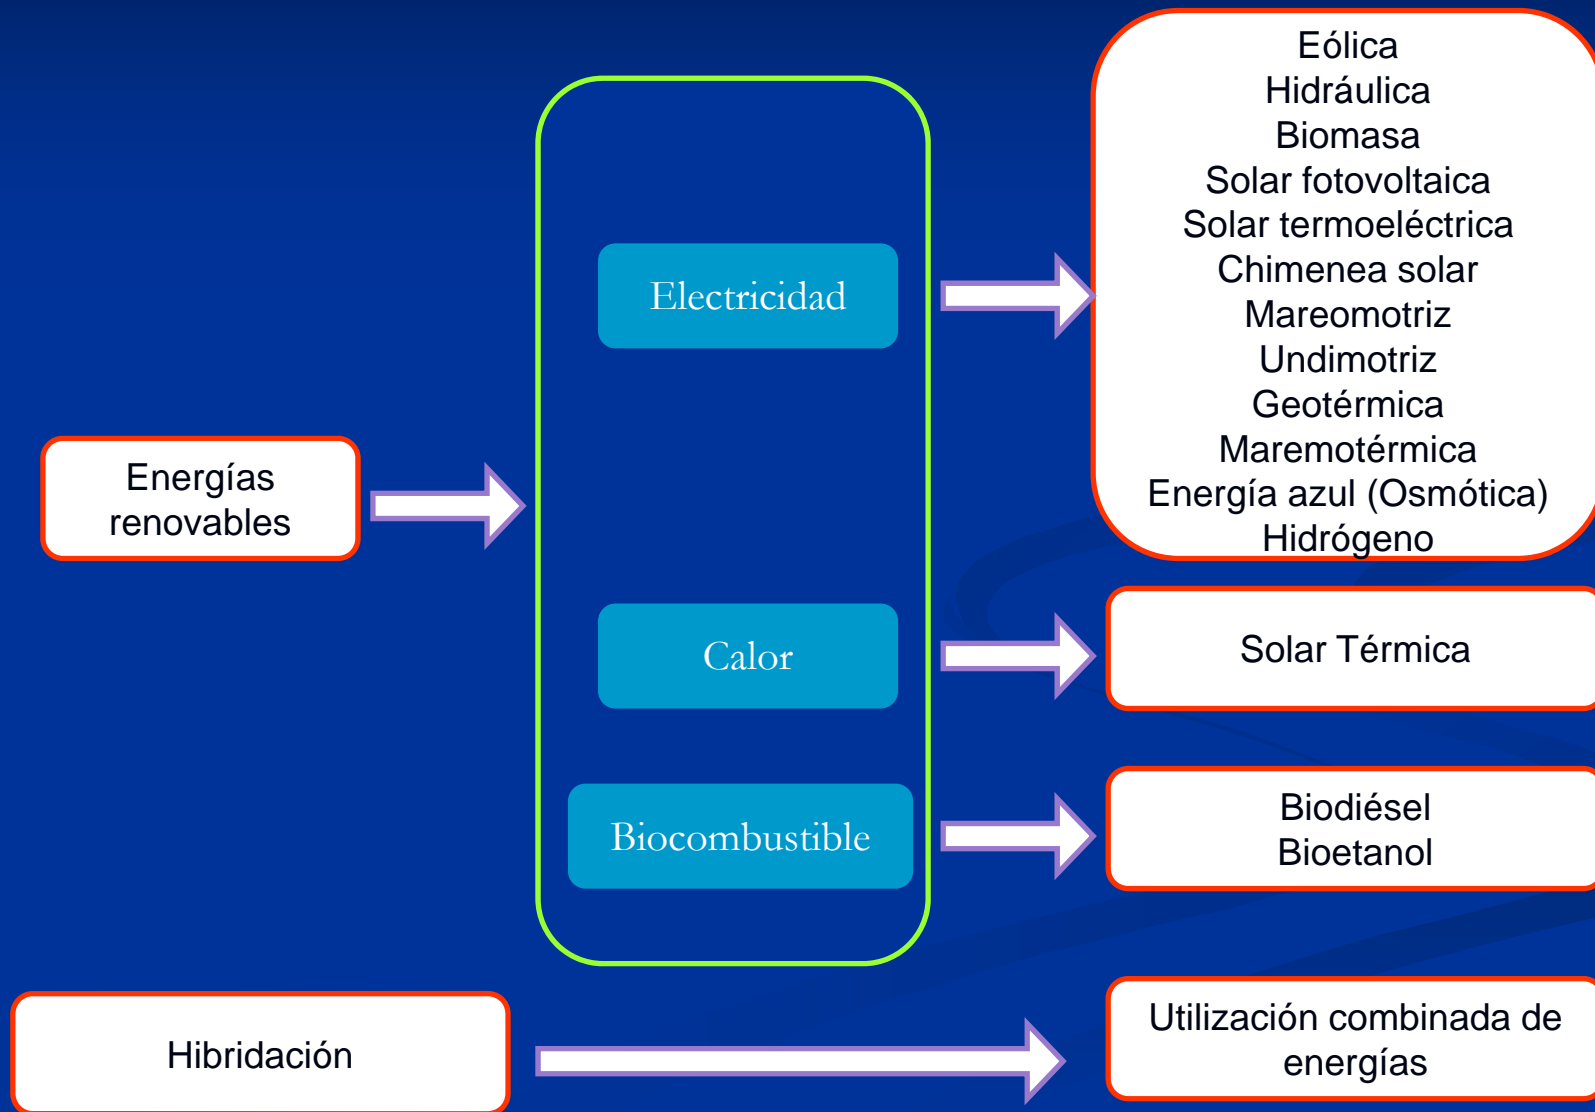 Energías
renovables
Electricidad
Eólica
Hidráulica
Biomasa
Solar fotovoltaica
Solar termoeléctrica
Chimenea solar
Mareomotriz
Undimotriz
Geotérmica
Maremotérmica
Energía azul (Osmótica)
Hidrógeno
Calor
Solar Térmica
Biocombustible
Biodiésel
Bioetanol
Hibridación
Utilización combinada de
energías